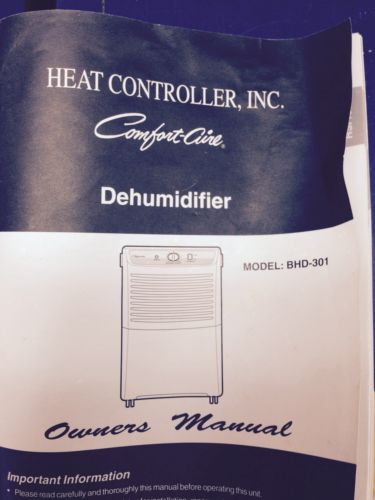 HEAT CONTROLLER, INC.
Comfort-Aire®
Dehumidifier
MODEL: BHD-301
Owners Manual
Important Information
• Please read carefully and thoroughly this manual before operating this unit.